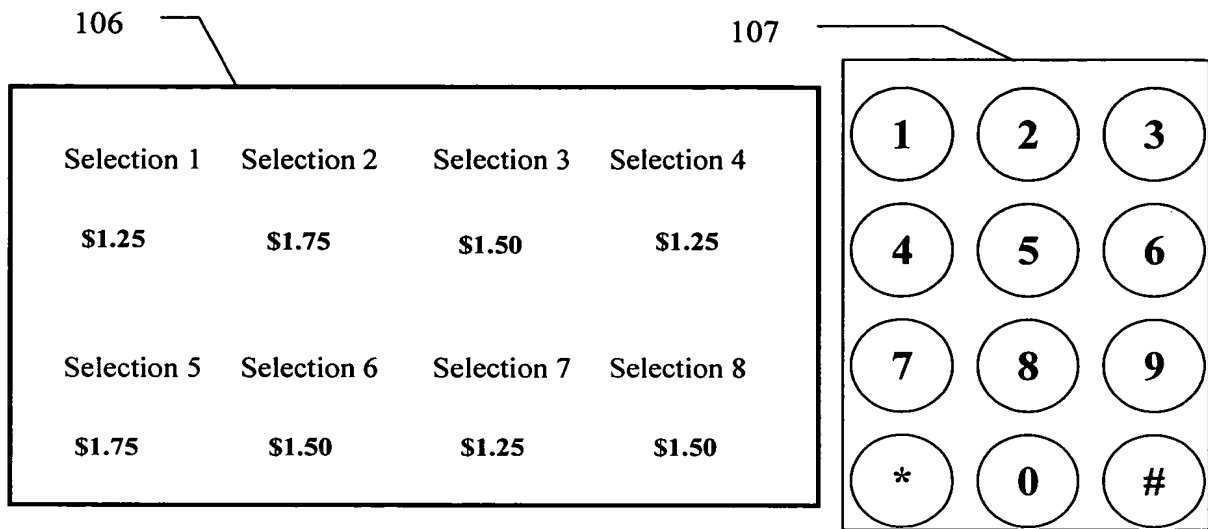 106
107
Selection 1 Selection 2 Selection 3 Selection 4
$1.25 $1.75 $1.50 $1.25
Selection 5 Selection 6 Selection 7 Selection 8
$1.75 $1.50 $1.25 $1.50
1 2 3
4 5 6
7 8 9
* 0 #